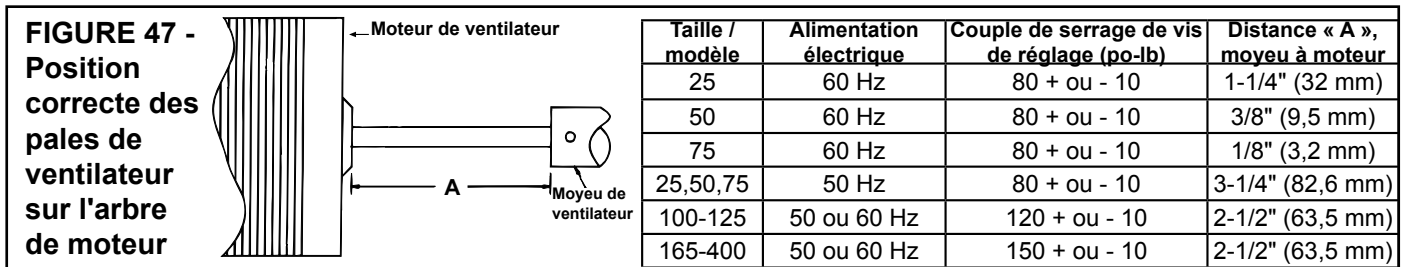 FIGURE 47 -
Position
correcte des
pales de
ventilateur
sur l'arbre
de moteur
Moteur de ventilateur
A
Moyeu de
ventilateur
Taille / modèle | Alimentation électrique | Couple de serrage de vis de réglage (po-lb) | Distance « A », moyeu à moteur
25 | 60 Hz | 80 + ou - 10 | 1-1/4" (32 mm)
50 | 60 Hz | 80 + ou - 10 | 3/8" (9,5 mm)
75 | 60 Hz | 80 + ou - 10 | 1/8" (3,2 mm)
25,50,75 | 50 Hz | 80 + ou - 10 | 3-1/4" (82,6 mm)
100-125 | 50 ou 60 Hz | 120 + ou - 10 | 2-1/2" (63,5 mm)
165-400 | 50 ou 60 Hz | 150 + ou - 10 | 2-1/2" (63,5 mm)